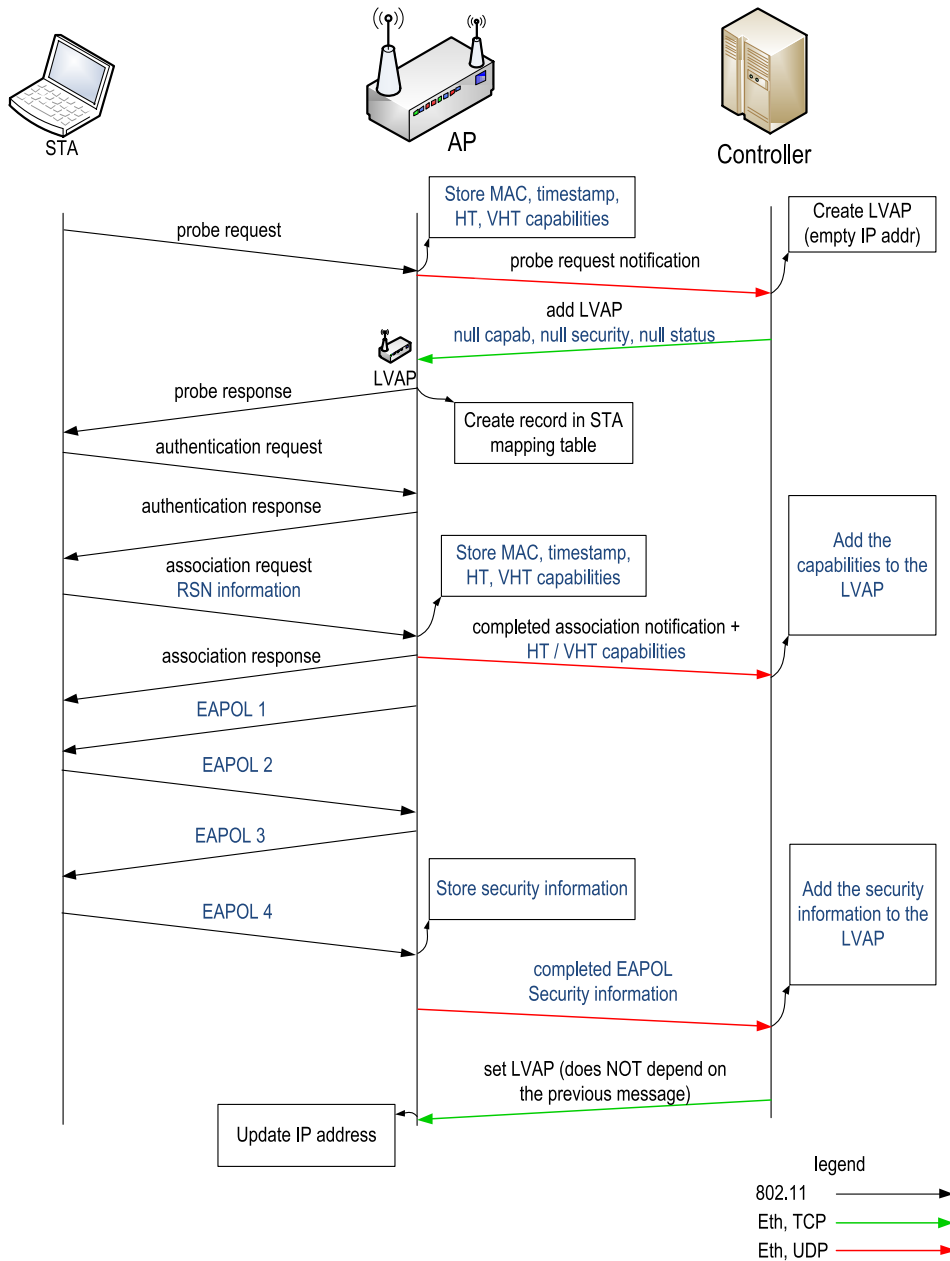 STA
AP
Controller
Store MAC, timestamp,
HT, VHT capabilities
Create LVAP
(empty IP addr)
probe request
probe request notification
add LVAP
null capab, null security, null status
LVAP
probe response
Create record in STA
mapping table
authentication request
authentication response
association request
RSN information
Store MAC, timestamp,
HT, VHT capabilities
Add the
capabilities to the
LVAP
completed association notification +
HT / VHT capabilities
association response
EAPOL 1
EAPOL 2
EAPOL 3
Store security information
EAPOL 4
Add the security
information to the
LVAP
completed EAPOL
Security information
set LVAP (does NOT depend on
the previous message)
Update IP address
legend
802.11
Eth, TCP
Eth, UDP